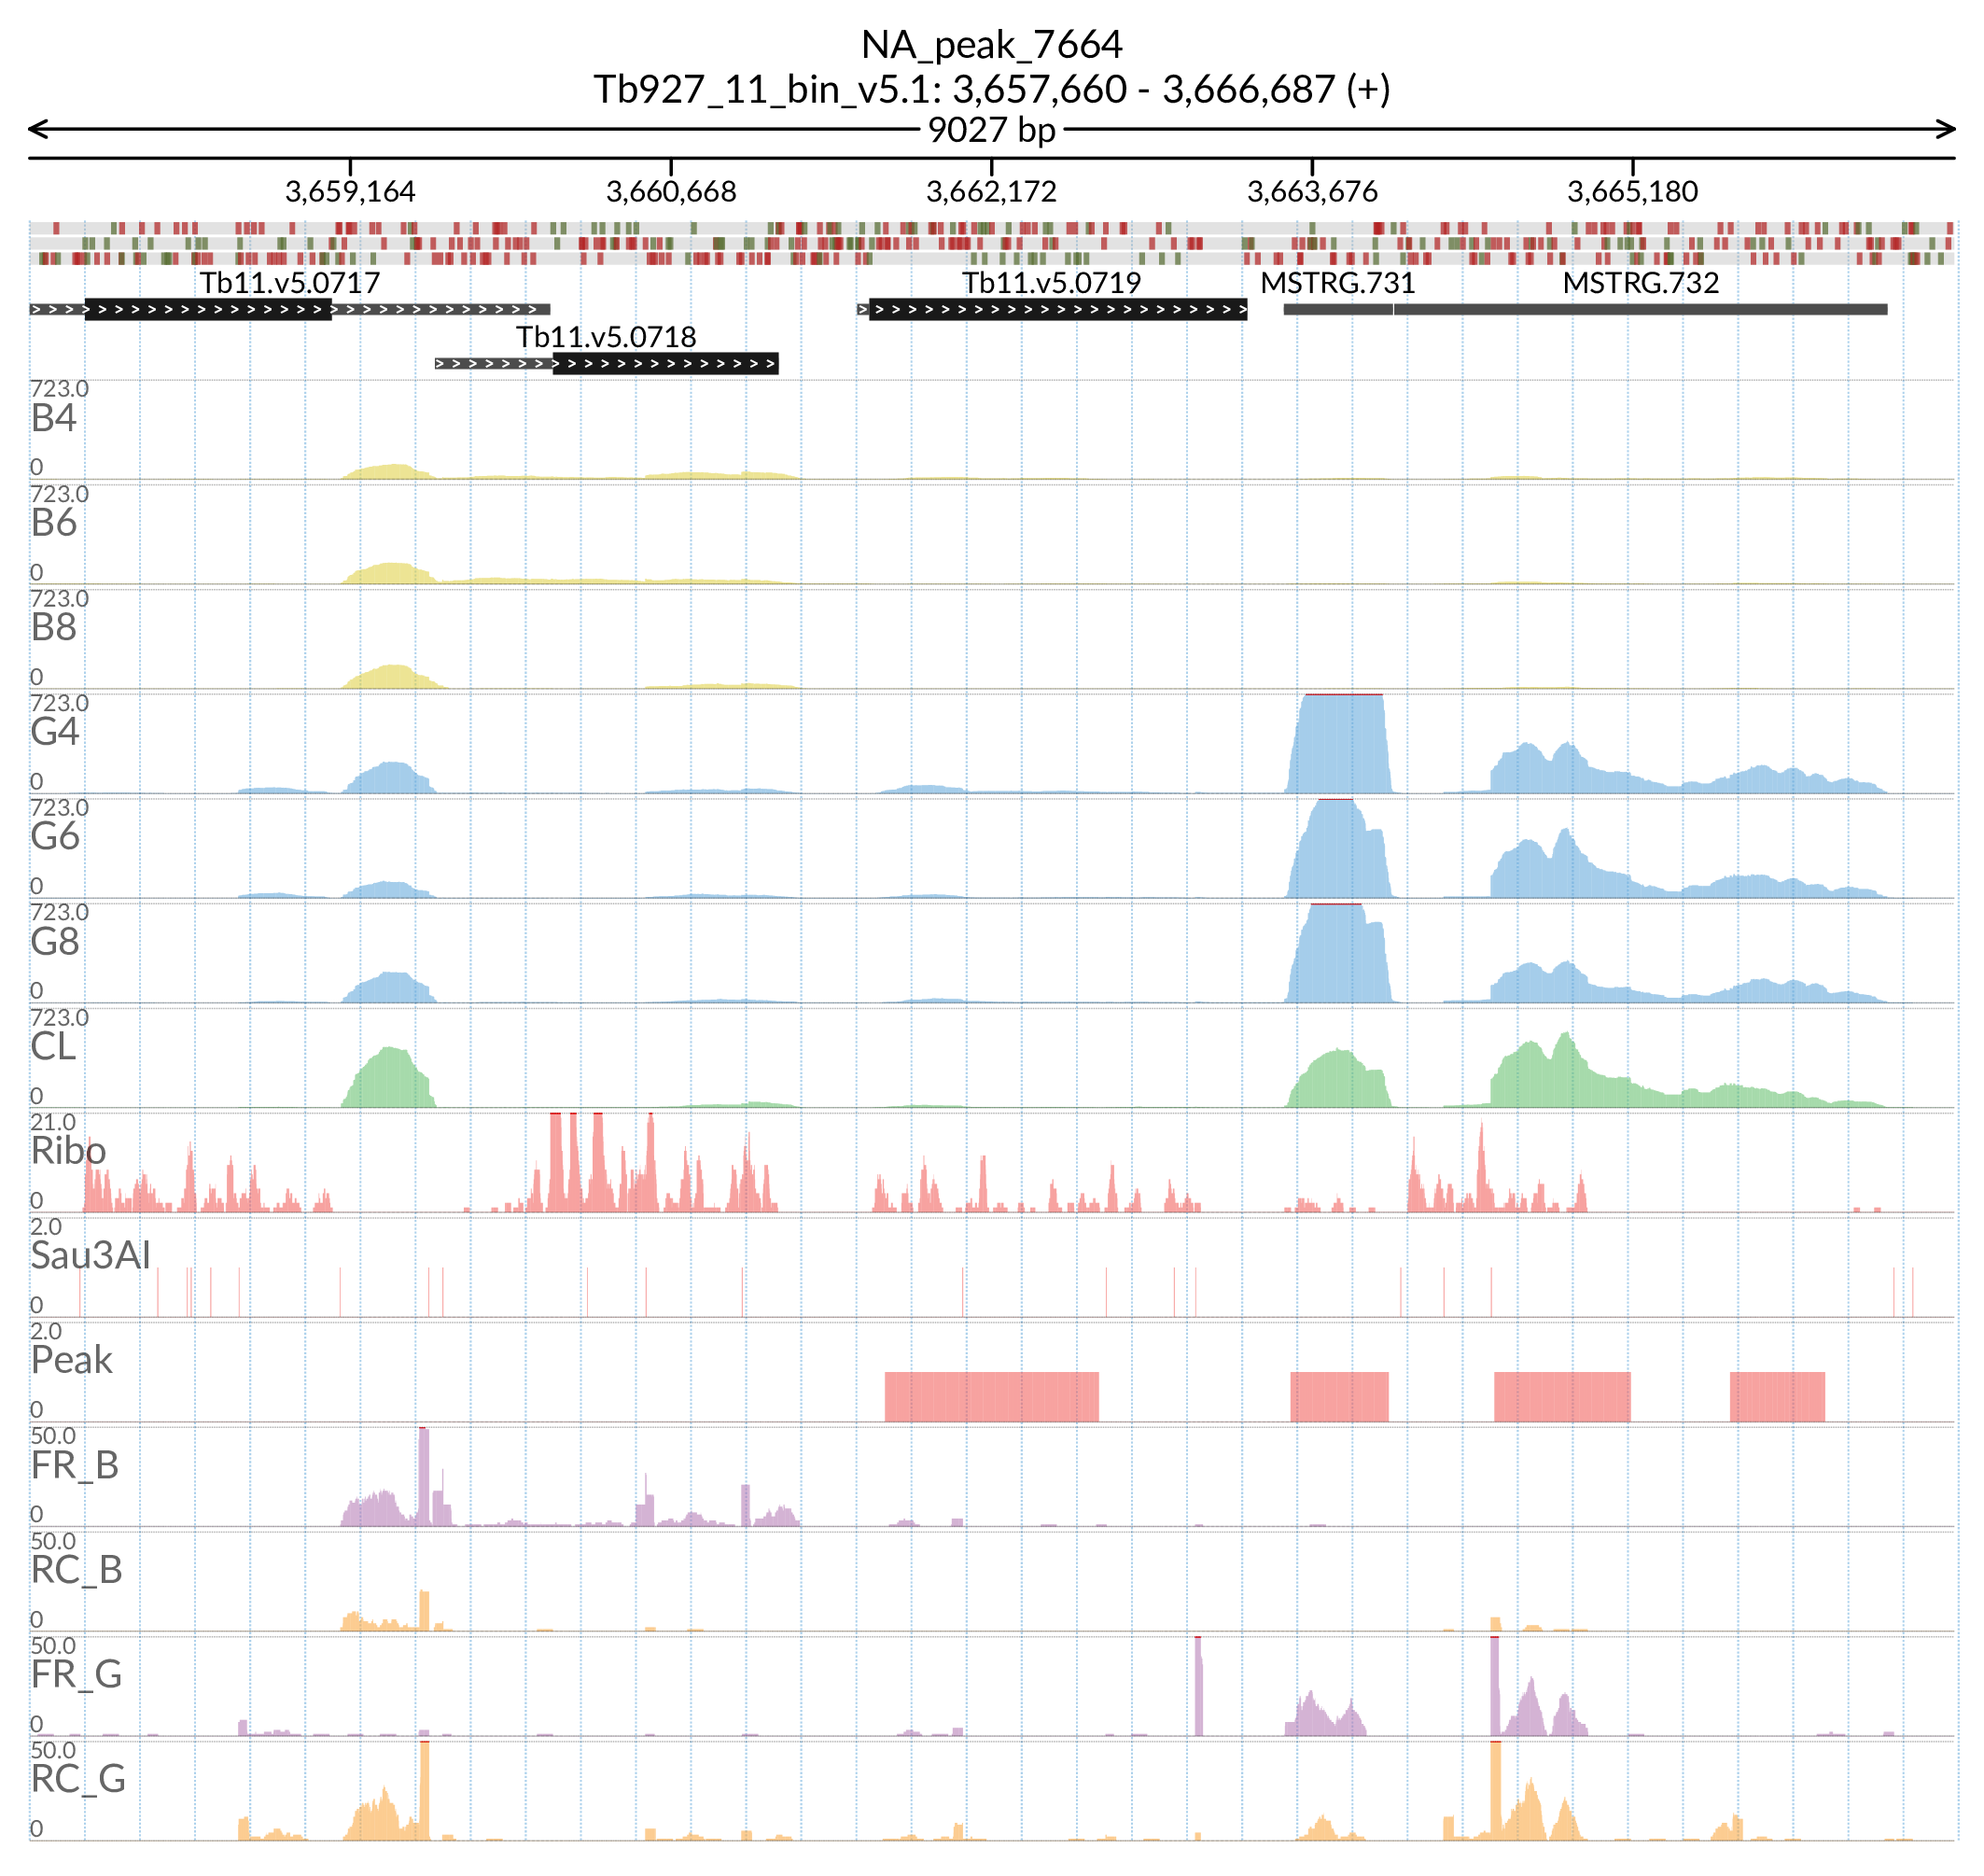 NA_peak_7664
Tb927_11_bin_v5.1: 3,657,660 - 3,666,687 (+)
9027 bp
3,659,164 3,660,668 3,662,172 3,663,676 3,665,180
Tb11.v5.0717 Tb11.v5.0719 MSTRG.731 MSTRG.732
Tb11.v5.0718
723.0
B4
0
723.0
B6
0
723.0
B8
0
723.0
G4
0
723.0
G6
0
723.0
G8
0
723.0
CL
0
21.0
Ribo
0
2.0
Sau3AI
0
2.0
Peak
0
50.0
FR_B
0
50.0
RC_B
0
50.0
FR_G
0
50.0
RC_G
0